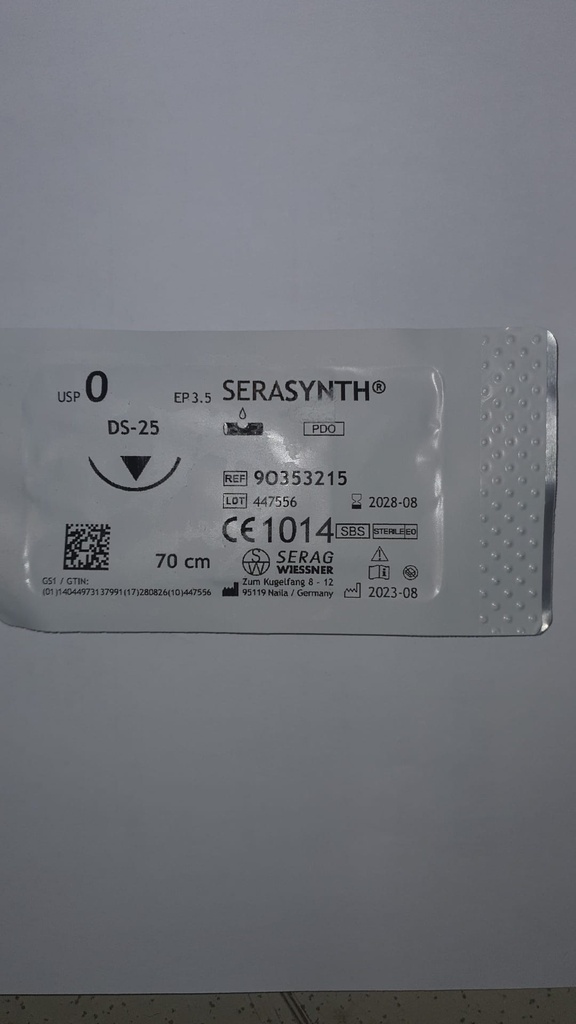 USP 0 EP 3.5 SERASYNTH®
DS-25
PDO
REF 90353215
LOT 447556 2028-08
CE 1014 SBS STERILE EO
70 cm
SERAG
WIESSNER
GS1 / GTIN:
(01)14044973137991(17)280826(10)447556
Zum Kugelfang 8 - 12
95119 Naila / Germany 2023-08